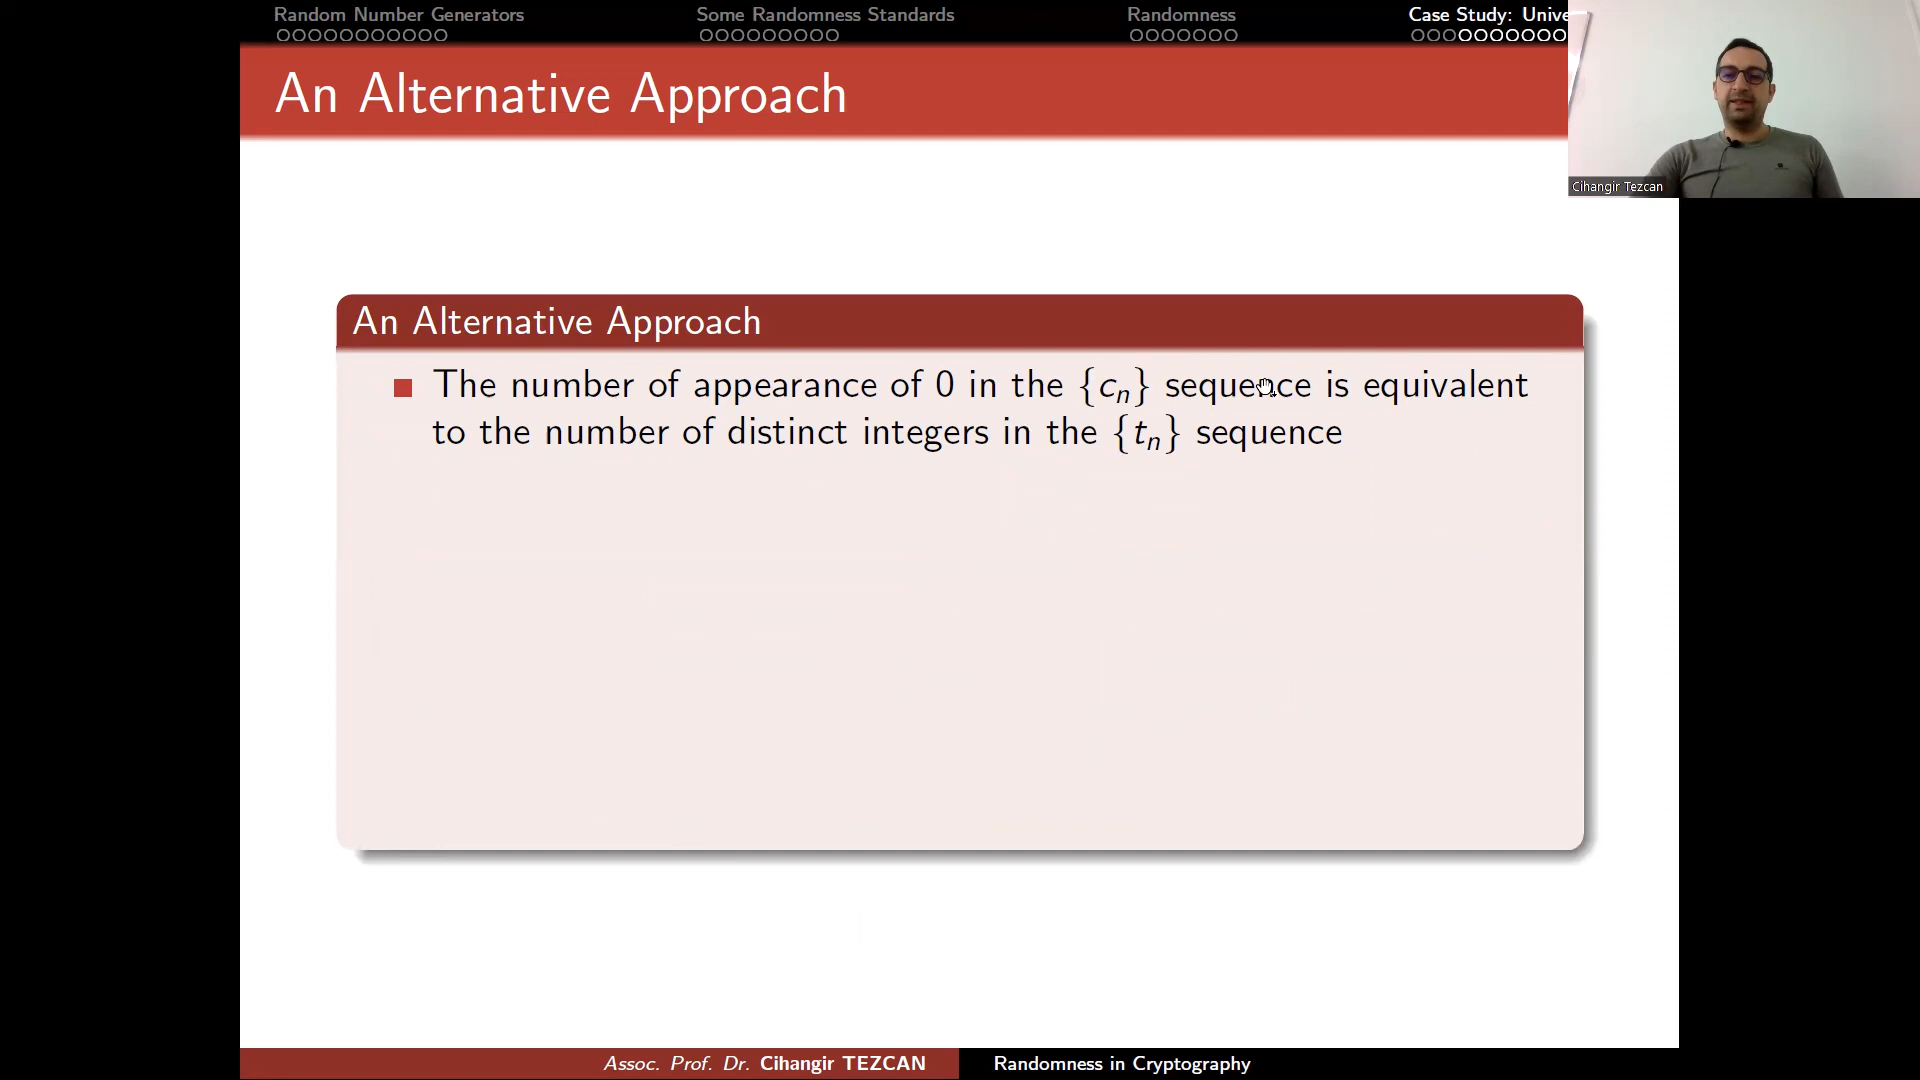 Random Number Generators
Some Randomness Standards
Randomness
Case Study: Unive
An Alternative Approach
Cihangir Tezcan
An Alternative Approach
The number of appearance of 0 in the {cₙ} sequence is equivalent
to the number of distinct integers in the {tₙ} sequence
Assoc. Prof. Dr. Cihangir TEZCAN
Randomness in Cryptography